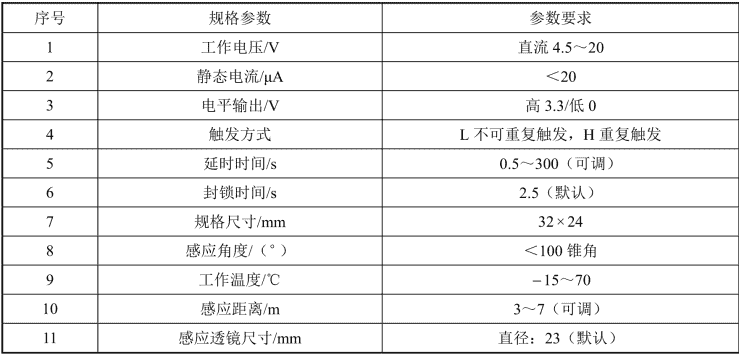 序号 规格参数 参数要求
1 工作电压/V 直流 4.5～20
2 静态电流/μA ＜20
3 电平输出/V 高 3.3/低 0
4 触发方式 L 不可重复触发，H 重复触发
5 延时时间/s 0.5～300（可调）
6 封锁时间/s 2.5（默认）
7 规格尺寸/mm 32×24
8 感应角度/（°） ＜100 锥角
9 工作温度/℃ －15～70
10 感应距离/m 3～7（可调）
11 感应透镜尺寸/mm 直径：23（默认）